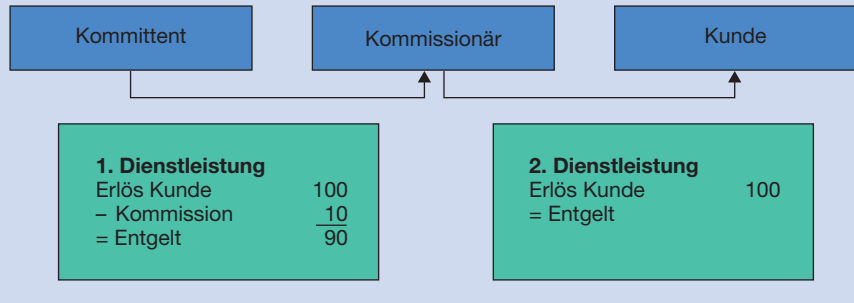 Kommittent
Kommissionär
Kunde
1. Dienstleistung
Erlös Kunde 100
– Kommission 10
= Entgelt 90
2. Dienstleistung
Erlös Kunde 100
= Entgelt